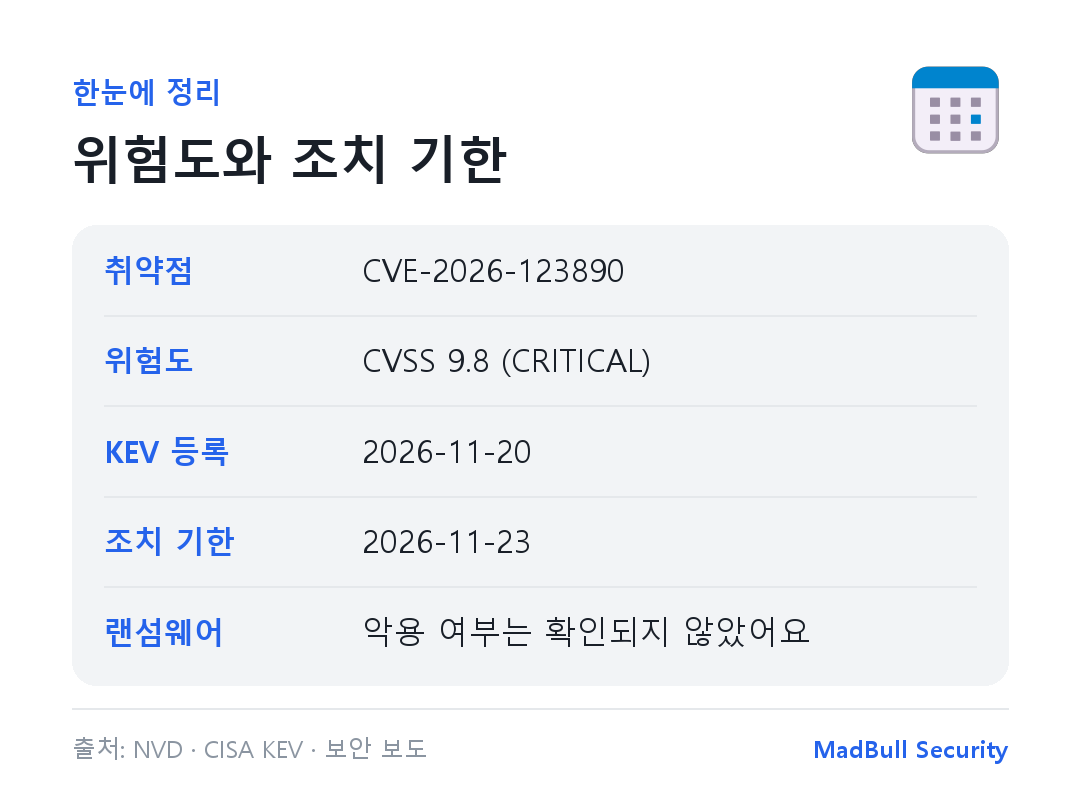 한눈에 정리
위험도와 조치 기한
취약점 CVE-2026-123890
위험도 CVSS 9.8 (CRITICAL)
KEV 등록 2026-11-20
조치 기한 2026-11-23
랜섬웨어 악용 여부는 확인되지 않았어요
출처: NVD · CISA KEV · 보안 보도
MadBull Security